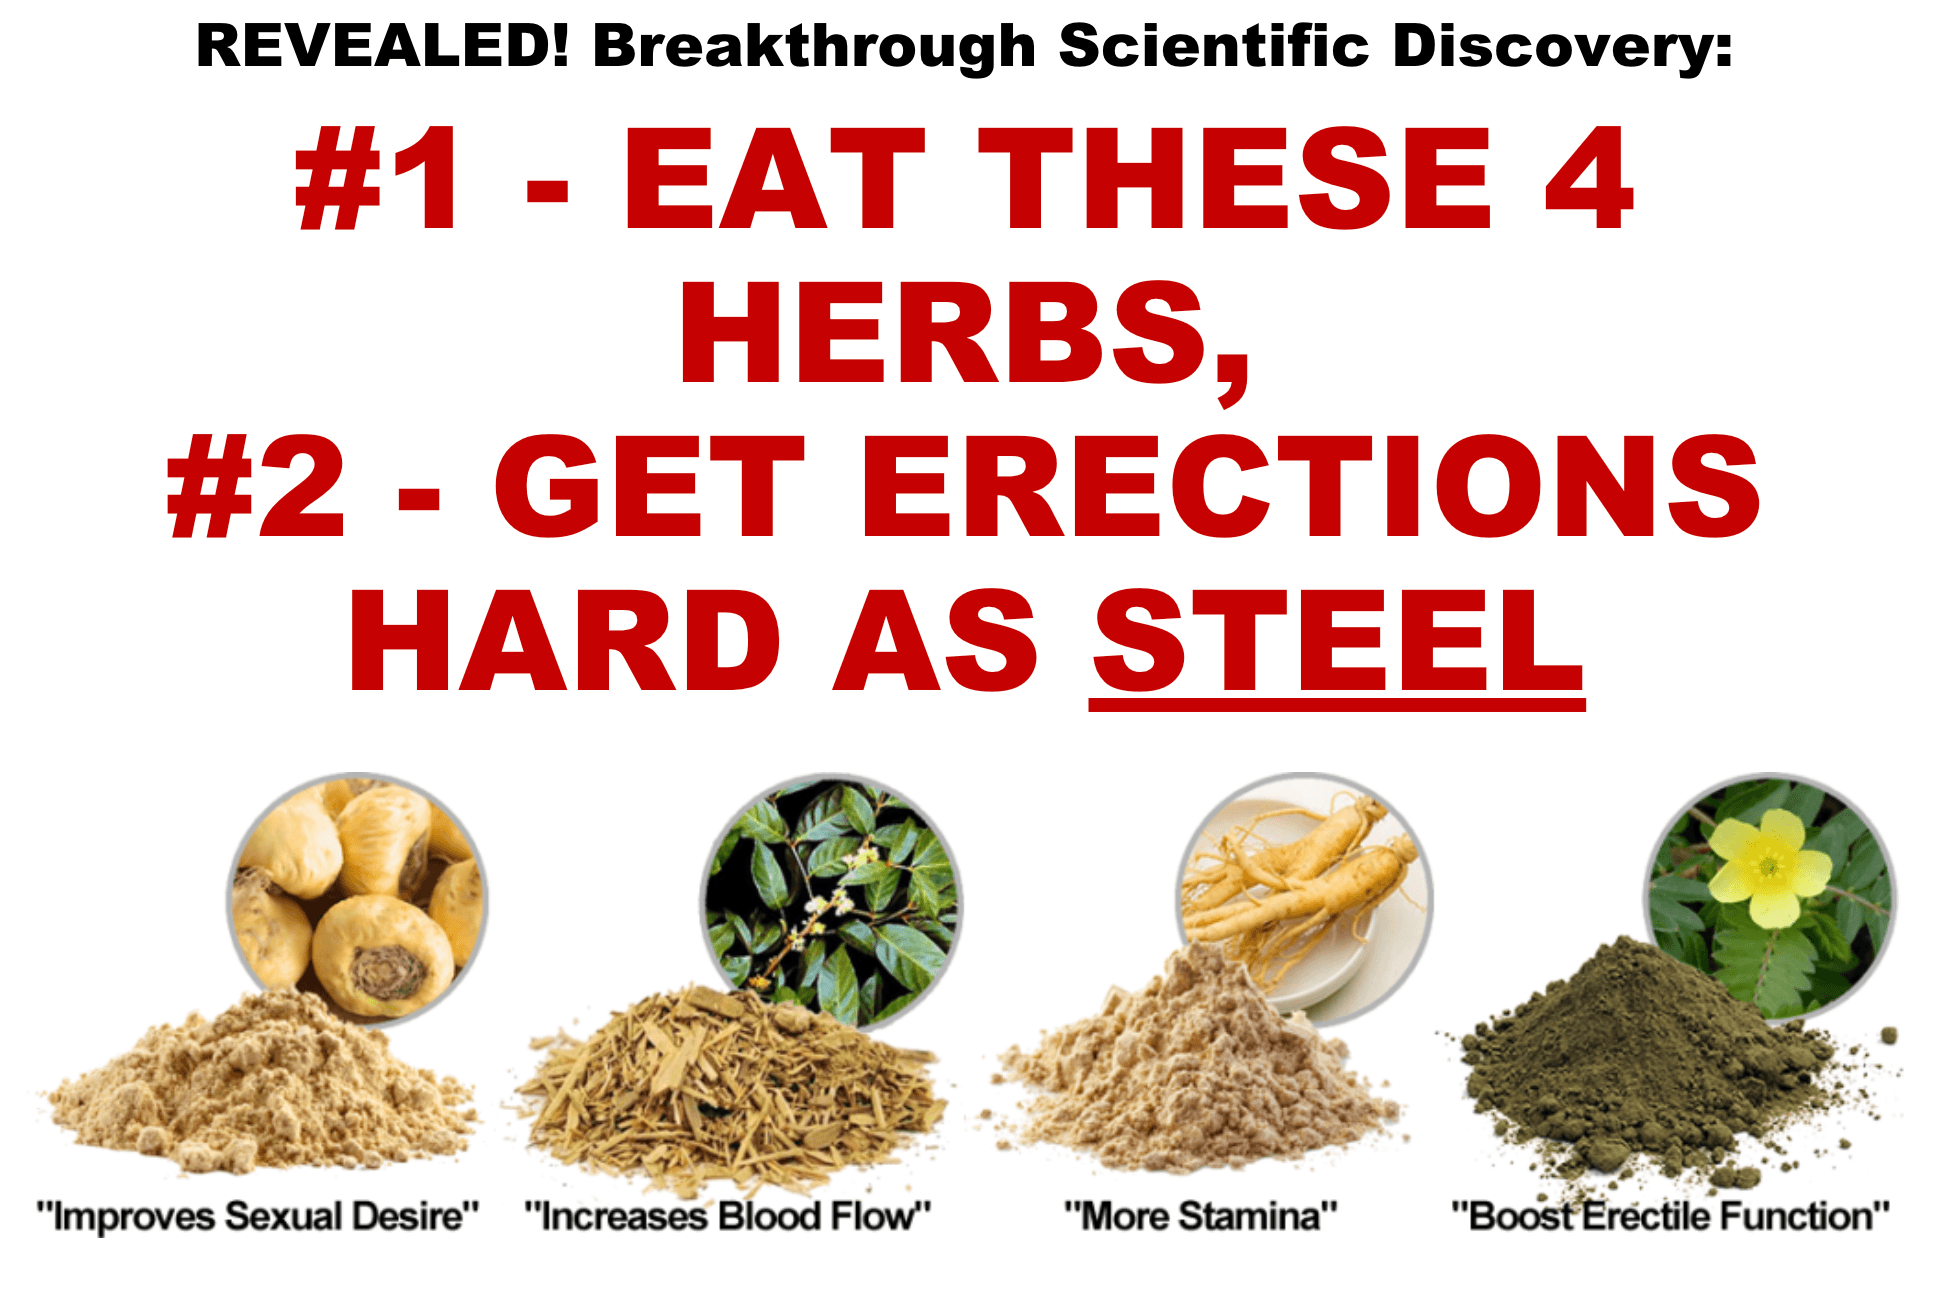 REVEALED! Breakthrough Scientific Discovery:
#1 - EAT THESE 4
HERBS,
#2 - GET ERECTIONS
HARD AS STEEL
"Improves Sexual Desire"
"Increases Blood Flow"
"More Stamina"
"Boost Erectile Function"